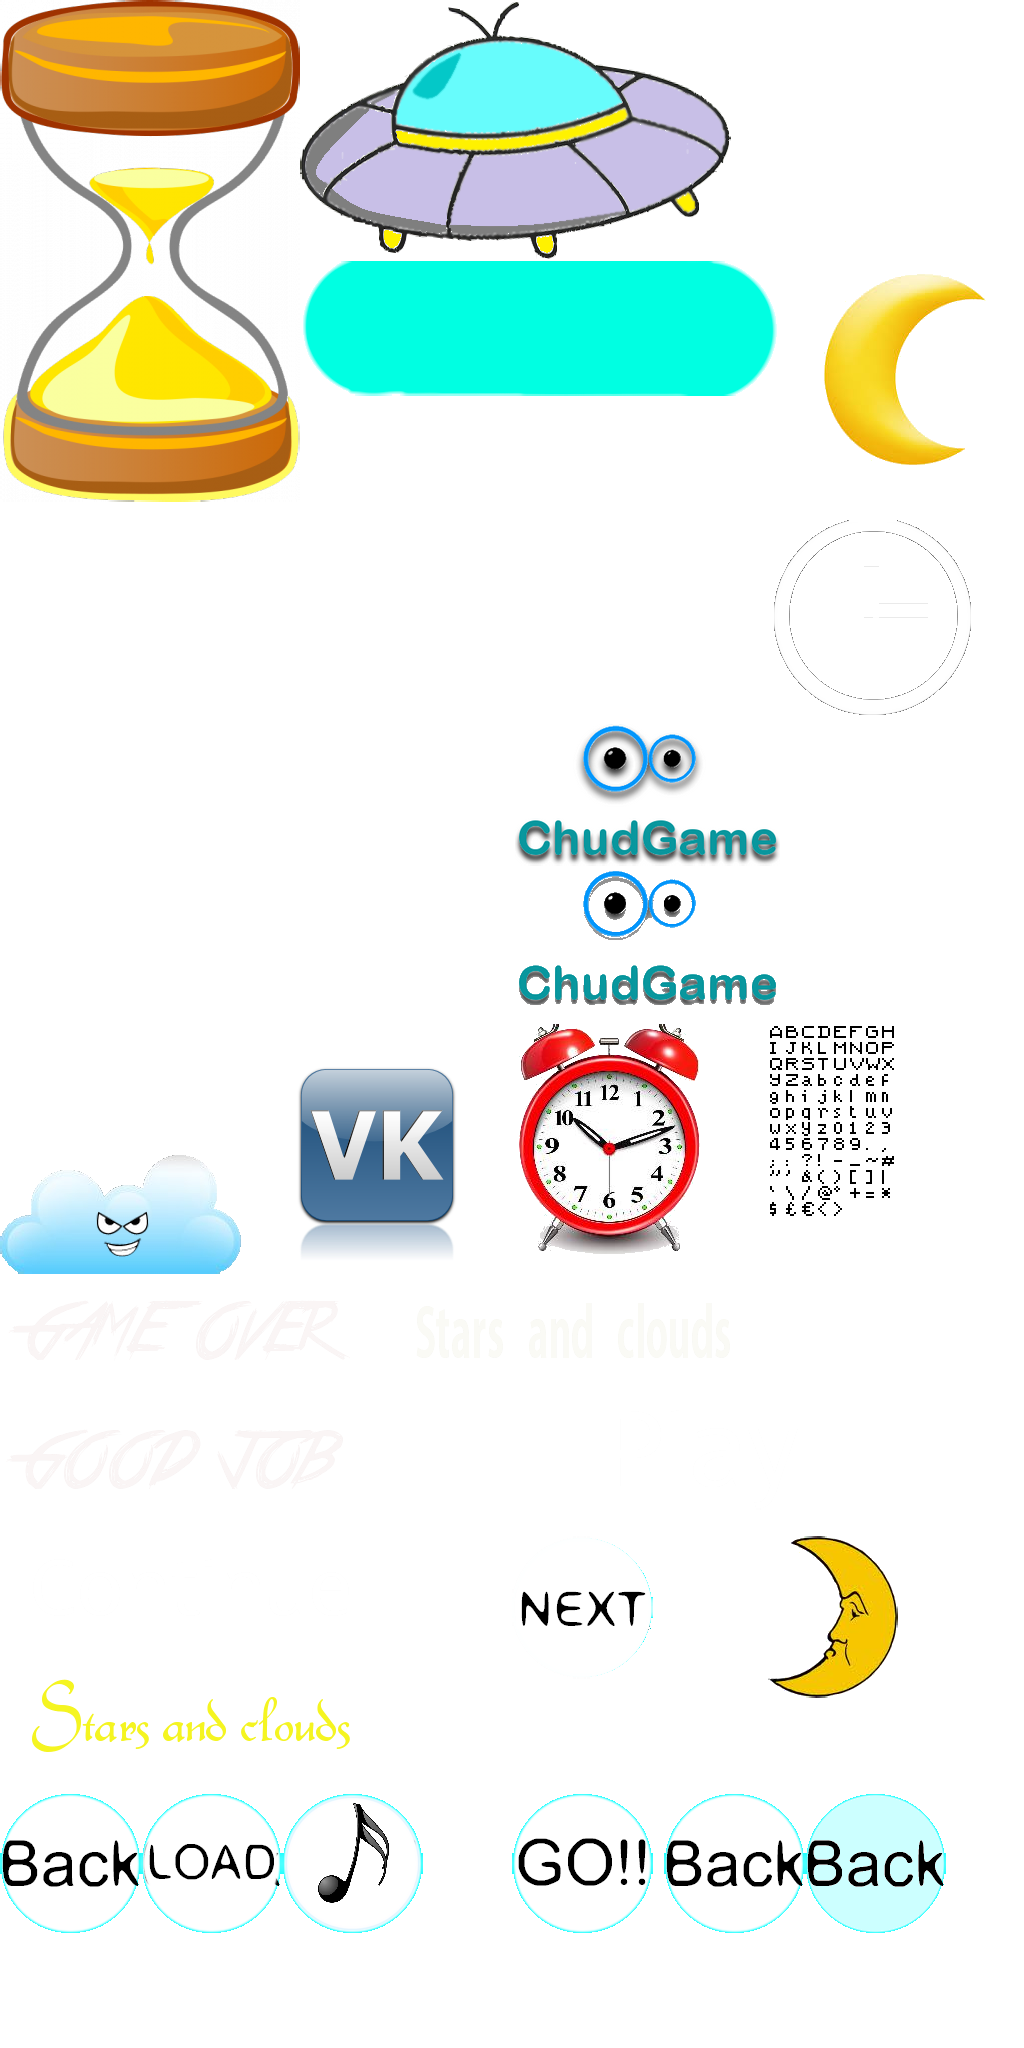 ChudGame
ChudGame
VK
11 12 1
10 2
9 3
8 4
7 6 5
ABCDEFGH
IJKLMNOP
QRSTUVWX
YZabcdef
ghijklmn
opqrstuv
wxyz0123
456789.,
;:?!-_~#
"'&()[]|
`\/@°+=*
$£€<>
GAME OVER
Stars and clouds
GOOD JOB
NEXT
Stars and clouds
Back LOAD GO!! Back Back